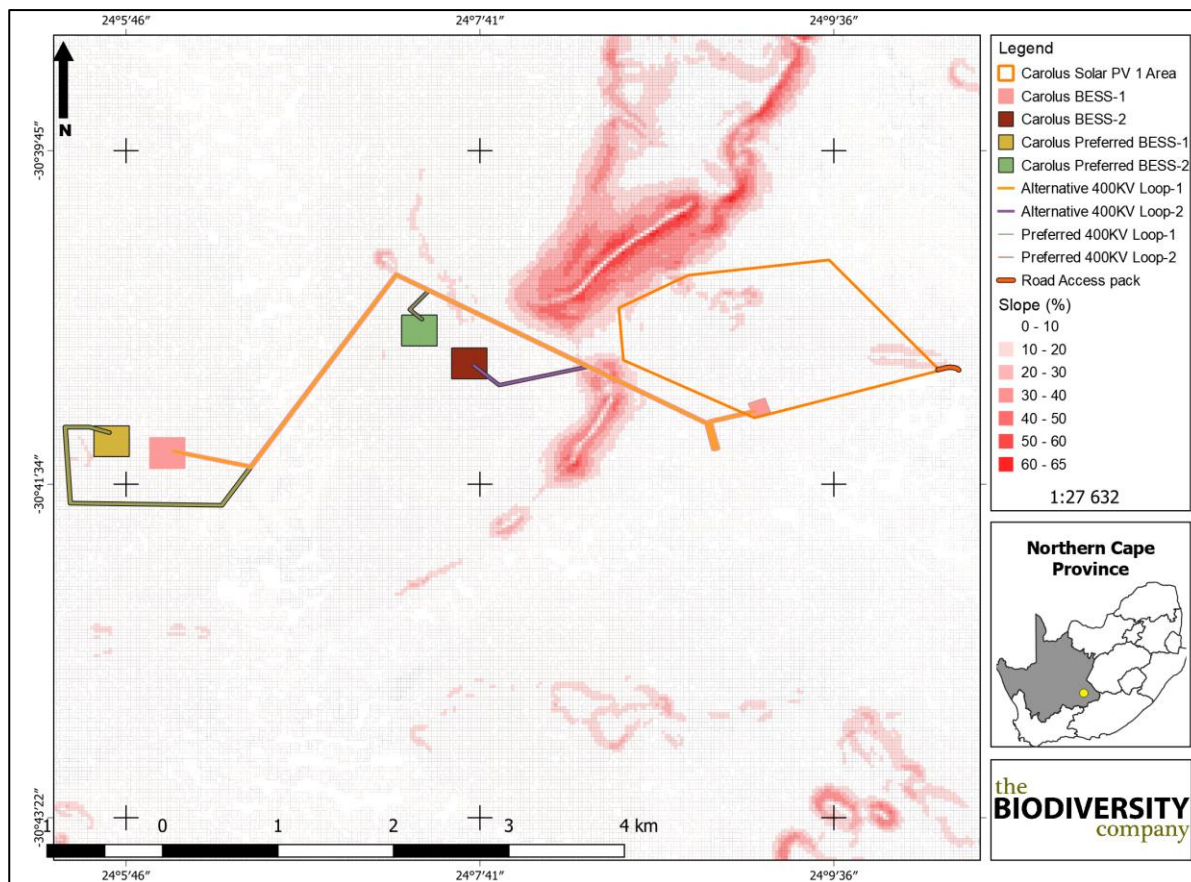 24°5′46″ 24°7′41″ 24°9′36″
-30°39′45″
-30°41′34″
-30°43′22″
N
1 0 1 2 3 4 km
24°5′46″ 24°7′41″ 24°9′36″
Legend
Carolus Solar PV 1 Area
Carolus BESS-1
Carolus BESS-2
Carolus Preferred BESS-1
Carolus Preferred BESS-2
Alternative 400KV Loop-1
Alternative 400KV Loop-2
Preferred 400KV Loop-1
Preferred 400KV Loop-2
Road Access pack
Slope (%)
0 - 10
10 - 20
20 - 30
30 - 40
40 - 50
50 - 60
60 - 65
1:27 632
Northern Cape
Province
the
BIODIVERSITY
company